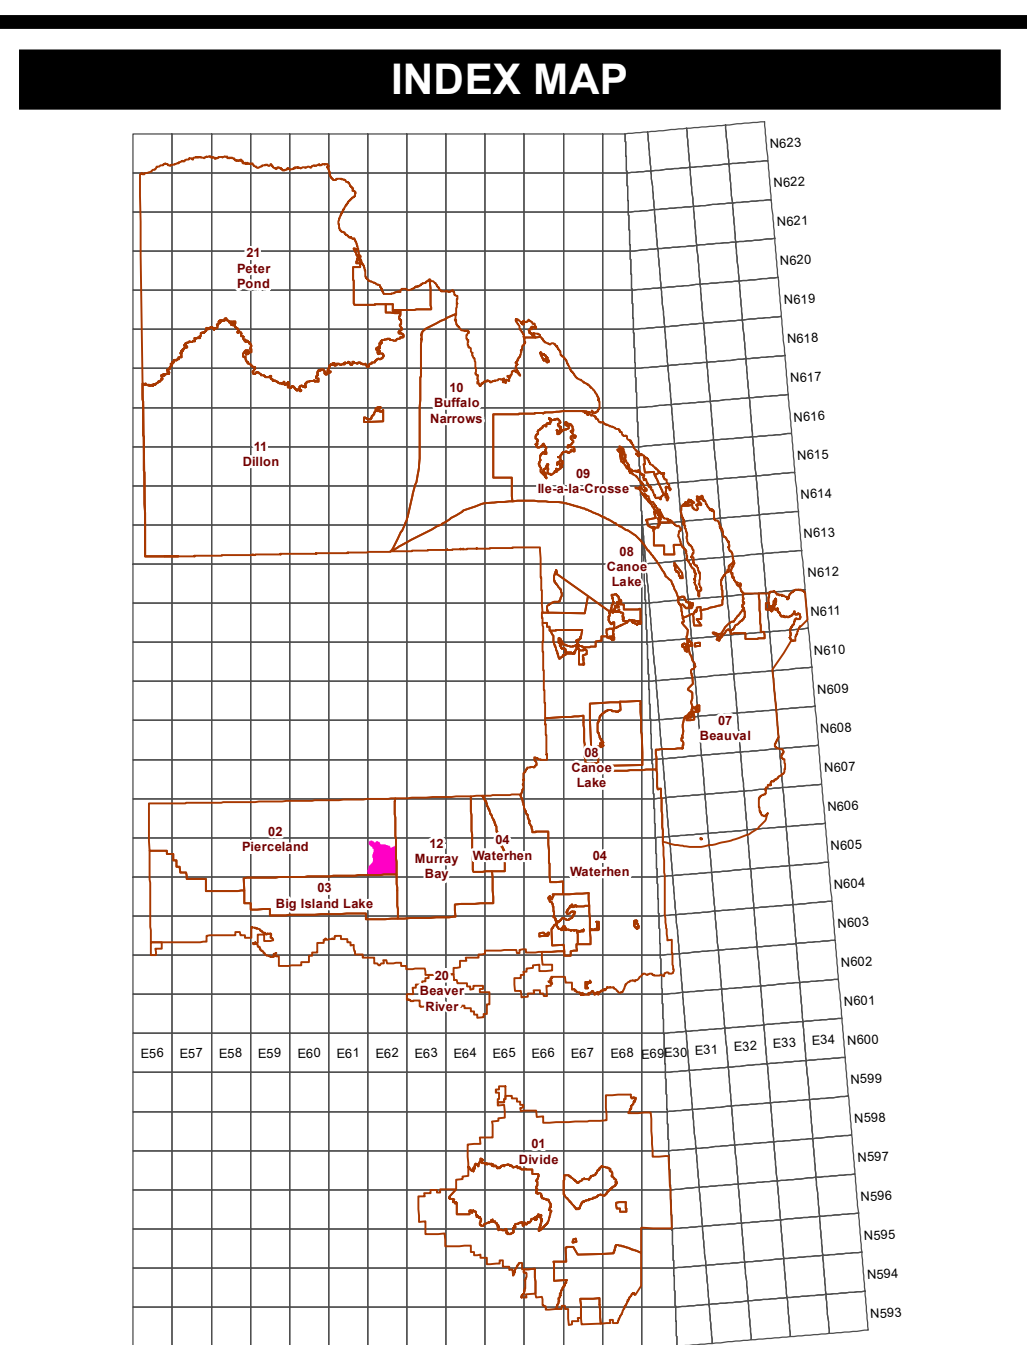 INDEX MAP
N623
N622
N621
21
Peter
Pond
N620
N619
N618
N617
10
Buffalo
Narrows
N616
11
Dillon
N615
09
Ile-a-la-Crosse
N614
N613
08
Canoe
Lake
N612
N611
N610
N609
07
Beauval
N608
08
Canoe
Lake
N607
N606
02
Pierceland
12
Murray
Bay
04
Waterhen
04
Waterhen
N605
N604
03
Big Island Lake
N603
N602
20
Beaver
River
N601
E56 E57 E58 E59 E60 E61 E62 E63 E64 E65 E66 E67 E68 E69 E30 E31 E32 E33 E34 N600
N599
N598
01
Divide
N597
N596
N595
N594
N593